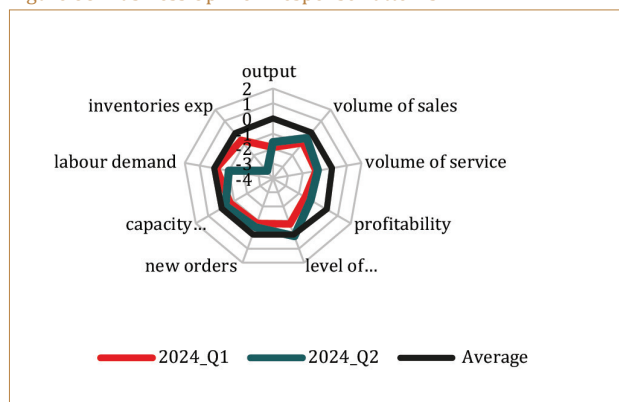 output
2
1
0
-1
-2
-3
-4
inventories exp
volume of sales
labour demand
volume of service
capacity...
profitability
new orders
level of...
2024_Q1
2024_Q2
Average